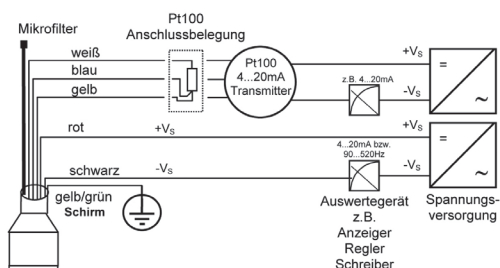 Mikrofilter
Pt100
Anschlussbelegung
weiß
blau
gelb
Pt100
4...20mA
Transmitter
+VS
z.B. 4...20mA
-VS
=
~
rot
+VS
+VS
4...20mA bzw.
90...520Hz
-VS
=
~
schwarz
-VS
gelb/grün
Schirm
Auswertegerät
z.B.
Anzeiger
Regler
Schreiber
Spannungs-
versorgung